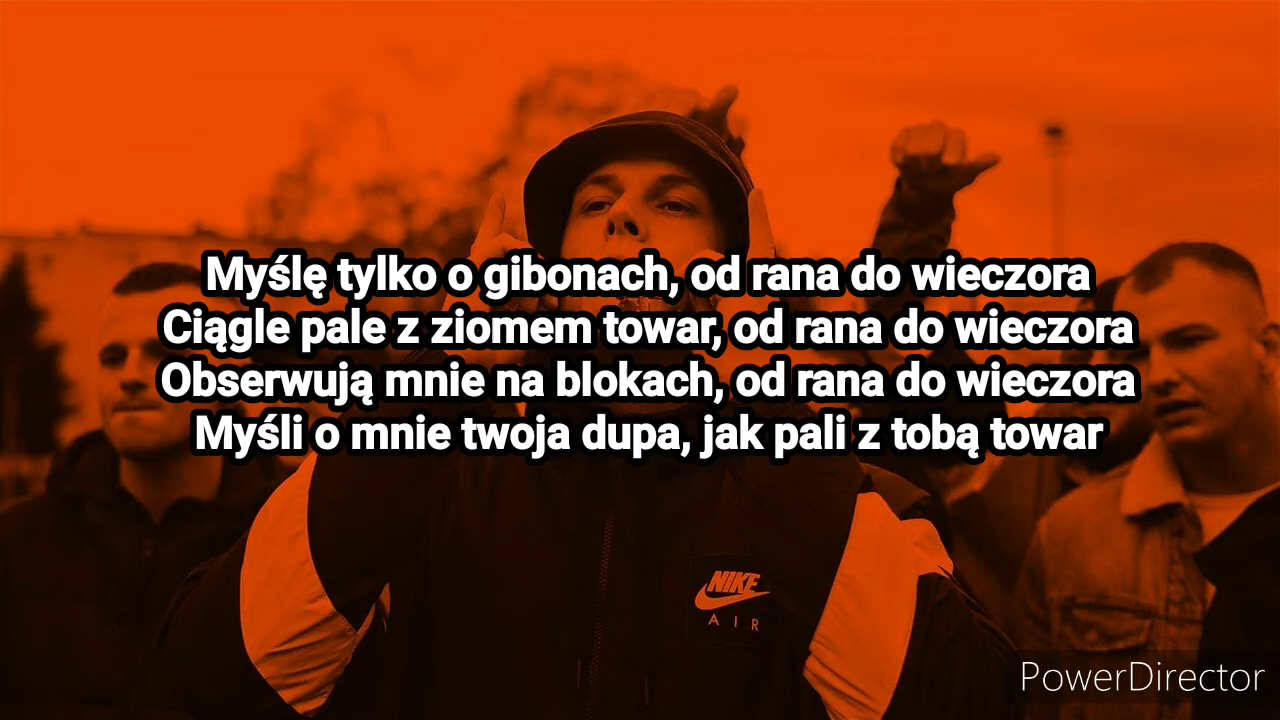 Myślę tylko o gibonach, od rana do wieczora
Ciągle pale z ziomem towar, od rana do wieczora
Obserwują mnie na blokach, od rana do wieczora
Myśli o mnie twoja dupa, jak pali z tobą towar
NIKE
AIR
PowerDirector